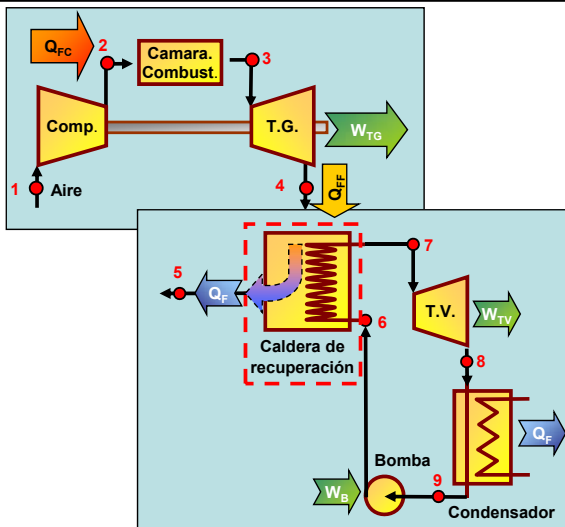 Q_FC
2
Camara.
Combust.
3
Comp.
T.G.
W_TG
1
Aire
4
Q_FF
7
5
Q_F
6
T.V.
W_TV
Caldera de
recuperación
8
Q_F
Bomba
W_B
9
Condensador